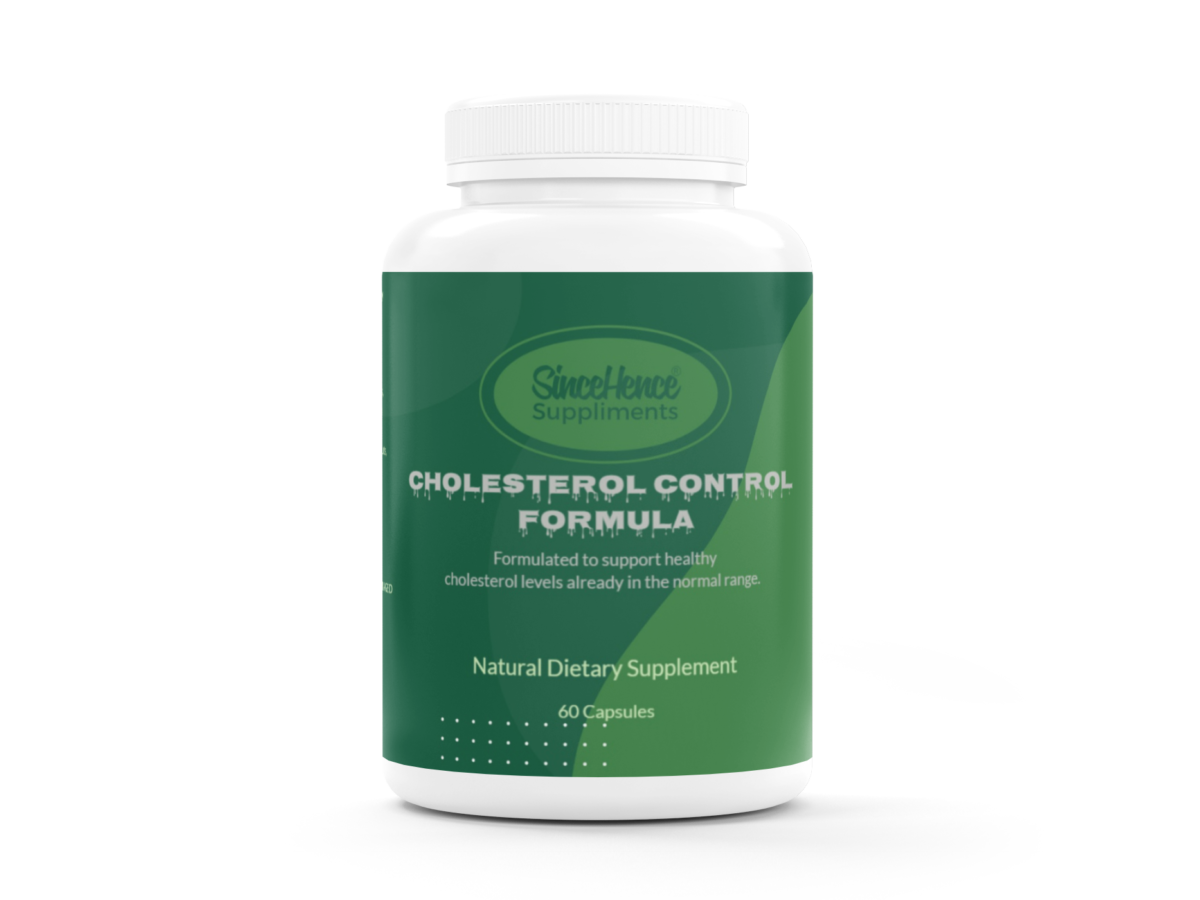 SinceHence®
Suppliments
CHOLESTEROL CONTROL
FORMULA
Formulated to support healthy
cholesterol levels already in the normal range.
Natural Dietary Supplement
60 Capsules